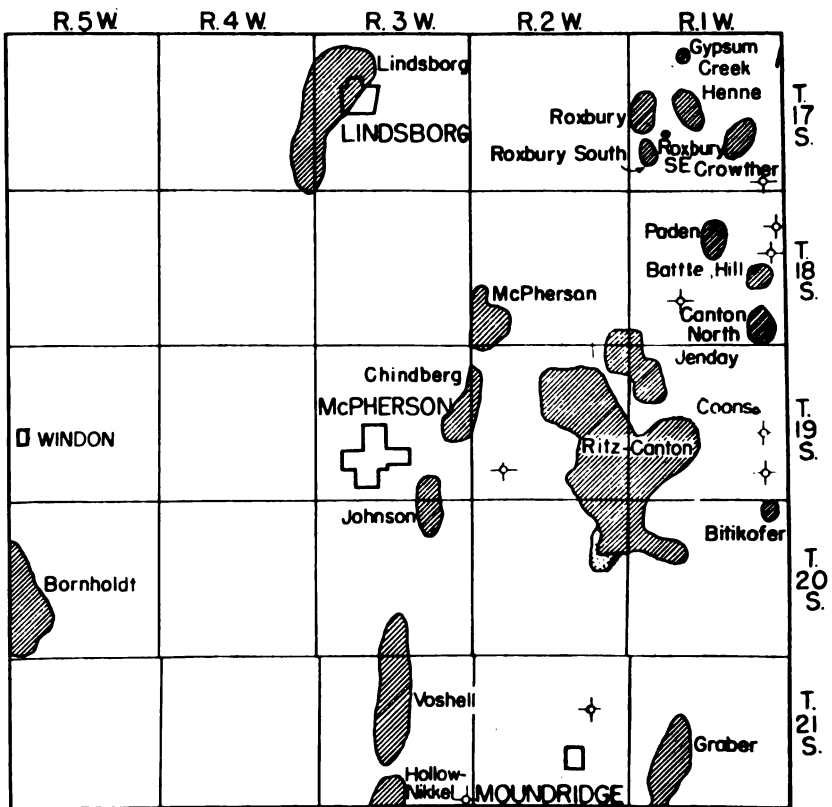 R.5W. R.4W. R.3W. R.2W. R.1W.
Lindsborg
Gypsum
Creek
Henne
T.
17
S.
Roxbury
LINDSBORG
Roxbury South
Roxbury
SE
Crowther
Paden
Battle Hill
T.
18
S.
McPherson
Canton
North
Jenday
Chindberg
McPHERSON
Coons
T.
19
S.
WINDON
Ritz-Canton
Johnson
Bitikofer
Bornholdt
T.
20
S.
Voshell
T.
21
S.
Graber
Hollow-
Nikkel
MOUNDRIDGE